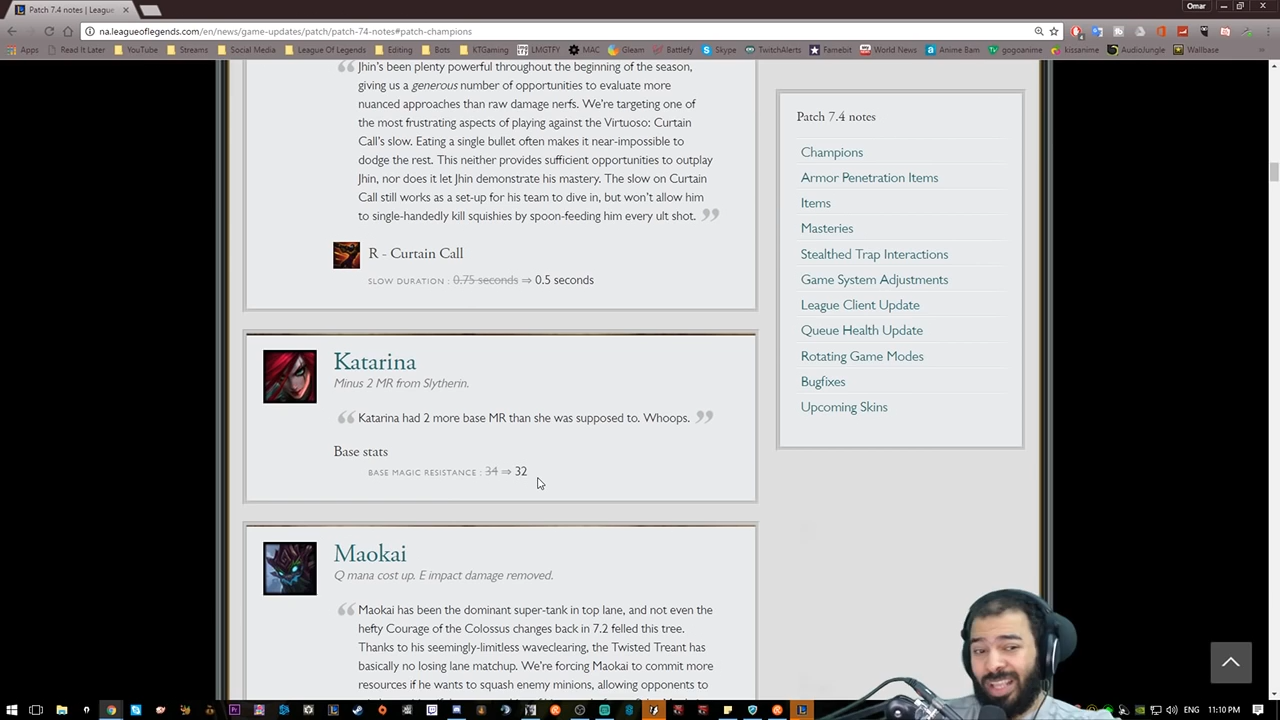 Patch 7.4 notes | League
Omar
na.leagueoflegends.com/en/news/game-updates/patch/patch-74-notes#patch-champions
Apps Read It Later YouTube Streams Social Media League Of Legends Editing Bots KTGaming LMGTFY MAC Gleam Battlefy Skype TwitchAlerts Famebit World News Anime Bam gogoanime kissanime AudioJungle Wallbase
Jhin's been plenty powerful throughout the beginning of the season,
giving us a generous number of opportunities to evaluate more
nuanced approaches than raw damage nerfs. We're targeting one of
the most frustrating aspects of playing against the Virtuoso: Curtain
Call's slow. Eating a single bullet often makes it near-impossible to
dodge the rest. This neither provides sufficient opportunities to outplay
Jhin, nor does it let Jhin demonstrate his mastery. The slow on Curtain
Call still works as a set-up for his team to dive in, but won't allow him
to single-handedly kill squishies by spoon-feeding him every ult shot.
R - Curtain Call
SLOW DURATION : 0.75 seconds ⇒ 0.5 seconds
Katarina
Minus 2 MR from Slytherin.
Katarina had 2 more base MR than she was supposed to. Whoops.
Base stats
BASE MAGIC RESISTANCE : 34 ⇒ 32
Maokai
Q mana cost up. E impact damage removed.
Maokai has been the dominant super-tank in top lane, and not even the
hefty Courage of the Colossus changes back in 7.2 felled this tree.
Thanks to his seemingly-limitless waveclearing, the Twisted Treant has
basically no losing lane matchup. We're forcing Maokai to commit more
resources if he wants to squash enemy minions, allowing opponents to
Patch 7.4 notes
Champions
Armor Penetration Items
Items
Masteries
Stealthed Trap Interactions
Game System Adjustments
League Client Update
Queue Health Update
Rotating Game Modes
Bugfixes
Upcoming Skins
11:10 PM